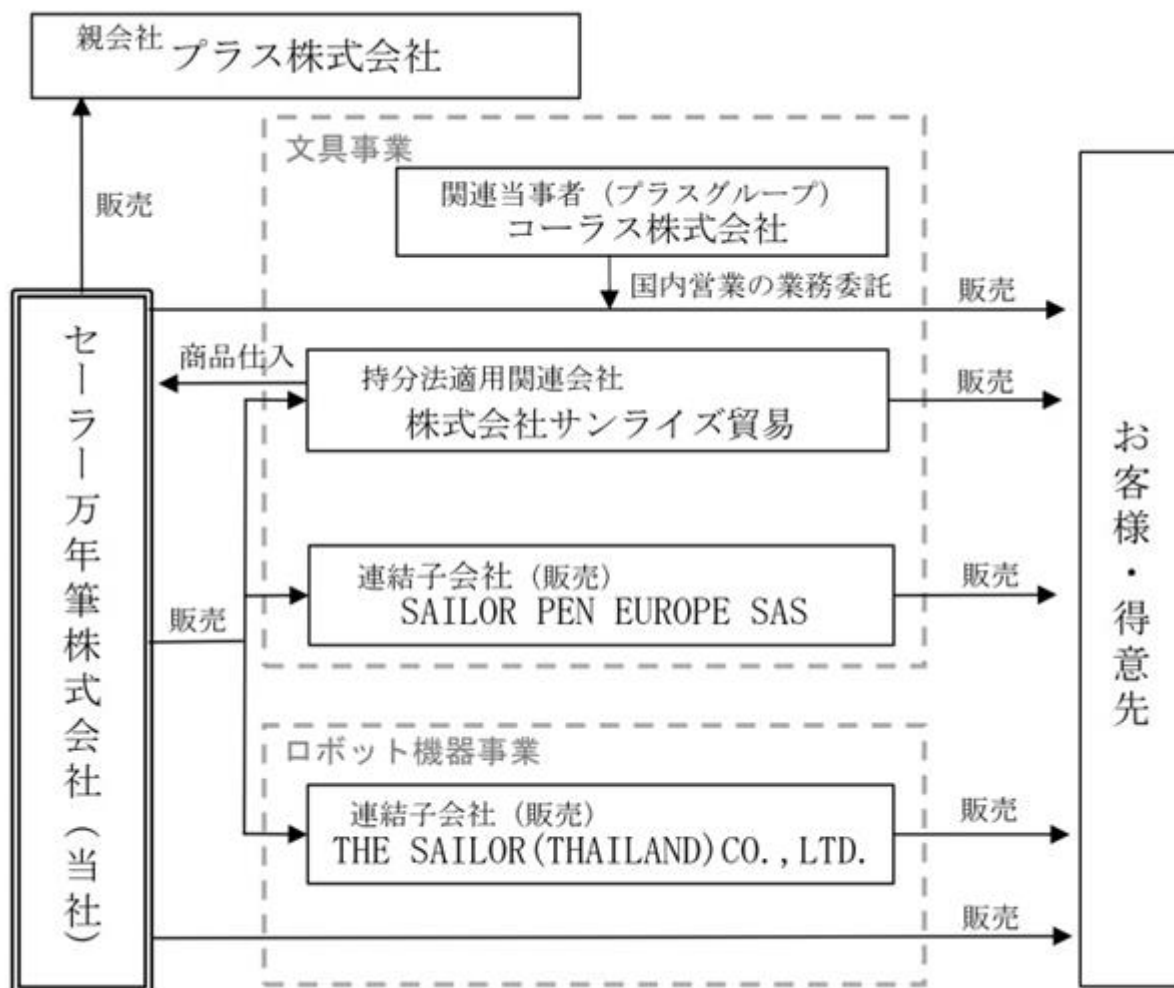 親会社
プラス株式会社
販売
文具事業
関連当事者（プラスグループ）
コーラス株式会社
国内営業の業務委託
販売
商品仕入
持分法適用関連会社
株式会社サンライズ貿易
販売
連結子会社（販売）
SAILOR PEN EUROPE SAS
販売
販売
ロボット機器事業
連結子会社（販売）
THE SAILOR(THAILAND)CO.,LTD.
販売
販売
セーラー万年筆株式会社（当社）
お客様・得意先